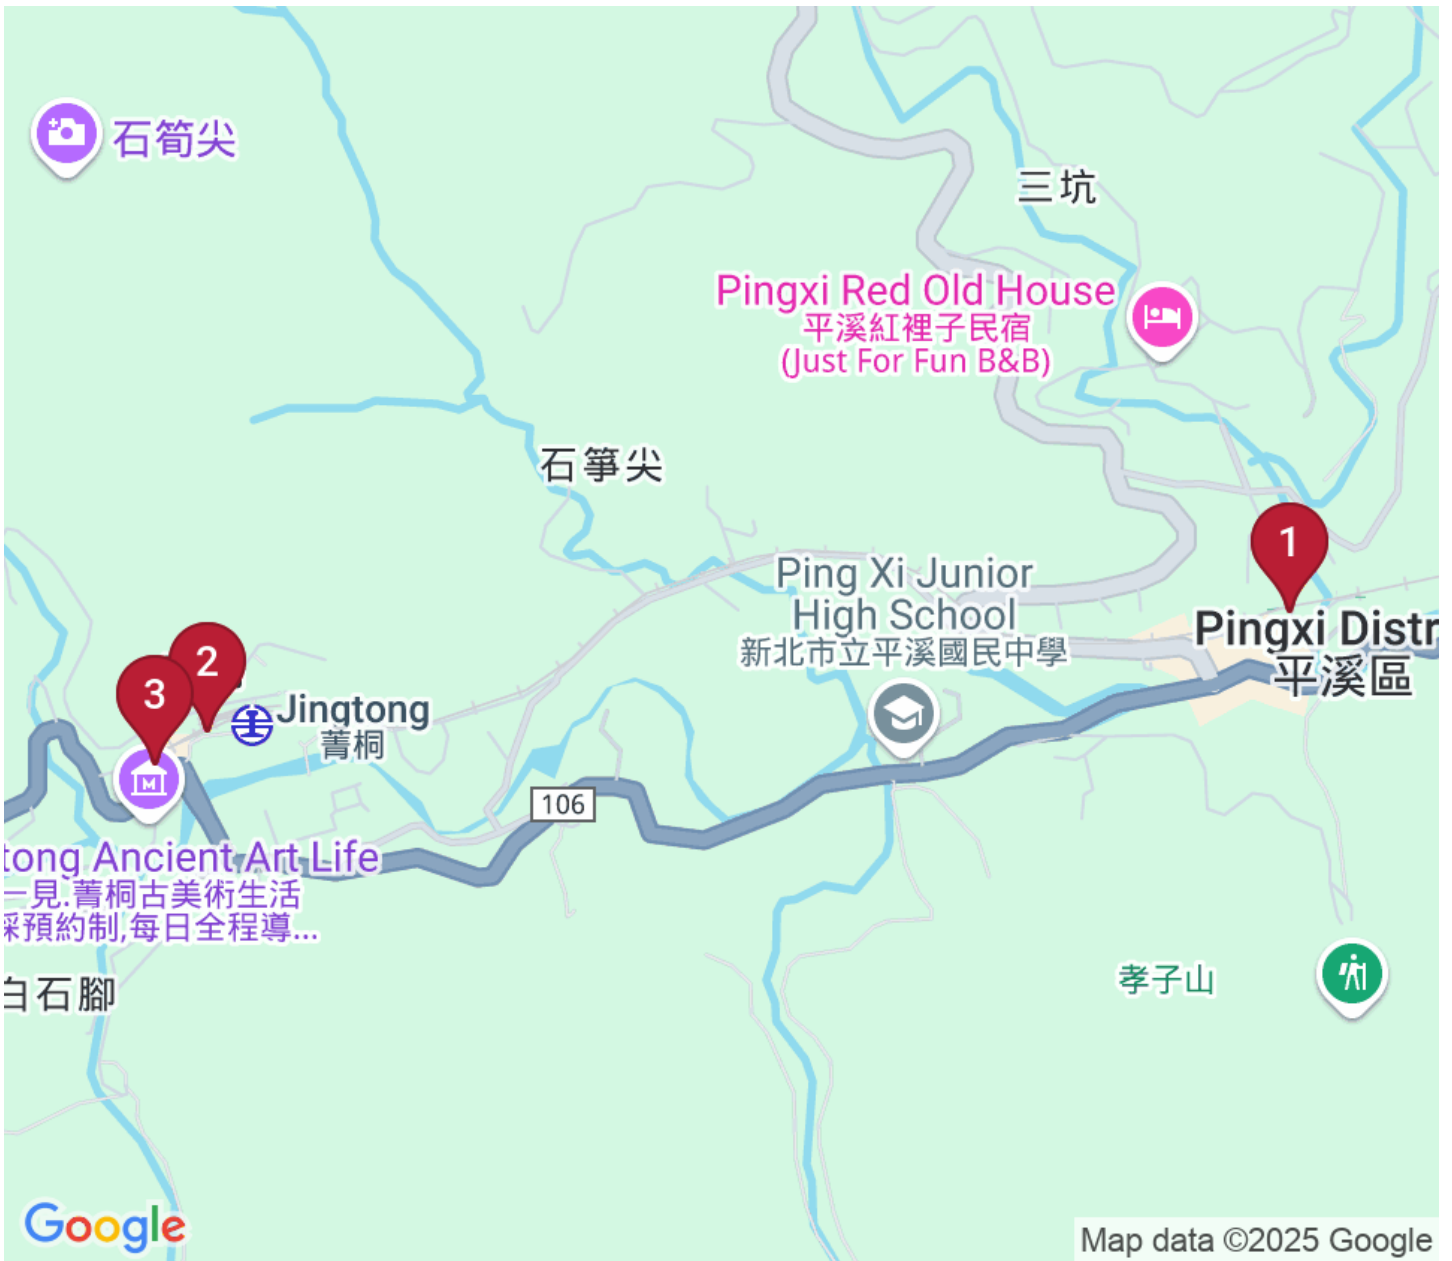 石筍尖
三坑
Pingxi Red Old House
平溪紅裡子民宿
(Just For Fun B&B)
石筆尖
1
Ping Xi Junior
High School
新北市立平溪國民中學
Pingxi Distr
平溪區
2
3
Jingtong
菁桐
106
tong Ancient Art Life
一見.菁桐古美術生活
採預約制,每日全程導...
白石腳
孝子山
Google
Map data ©2025 Google